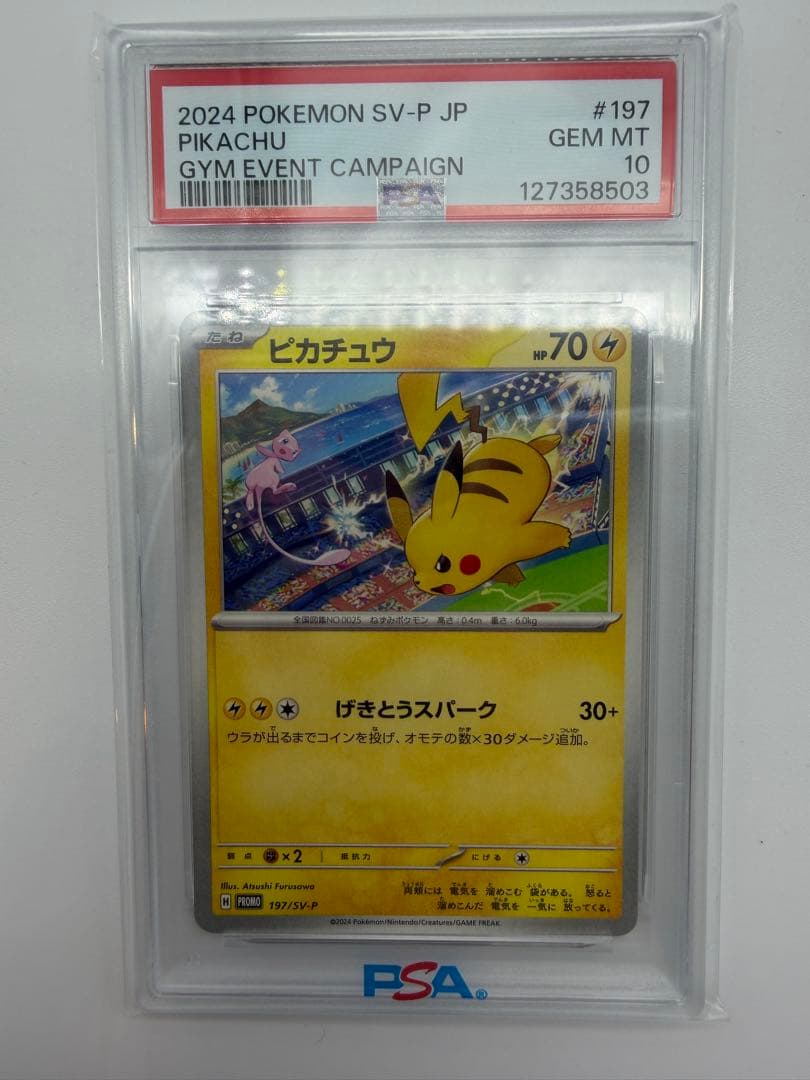 2024 POKEMON SV-P JP #197
PIKACHU GEM MT
GYM EVENT CAMPAIGN 10
PSA 127358503
たね ピカチュウ HP 70
全国図鑑NO.0025 ねずみポケモン 高さ:0.4m 重さ:6.0kg
げきとうスパーク 30+
ウラが出るまでコインを投げ、オモテの数×30ダメージ追加。
弱点 ×2 抵抗力 にげる
Illus. Atsushi Furusawa
両頬には 電気を 溜めこむ 袋がある。 怒ると
H PROMO 197/SV-P
溜めこんだ 電気を 一気に 放ってくる。
©2024 Pokémon/Nintendo/Creatures/GAME FREAK.
PSA®